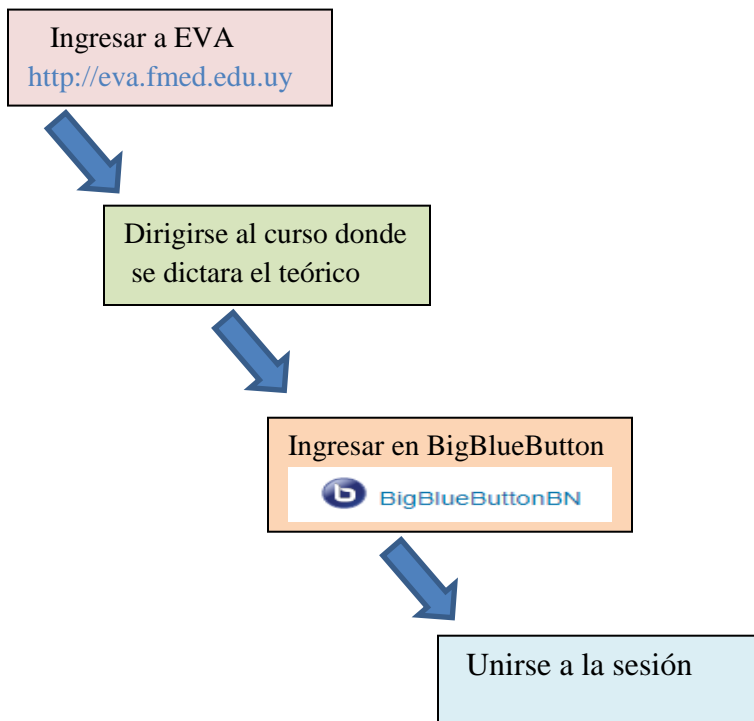 Ingresar a EVA
http://eva.fmed.edu.uy
Dirigirse al curso donde
se dictara el teórico
Ingresar en BigBlueButton
b BigBlueButtonBN
Unirse a la sesión